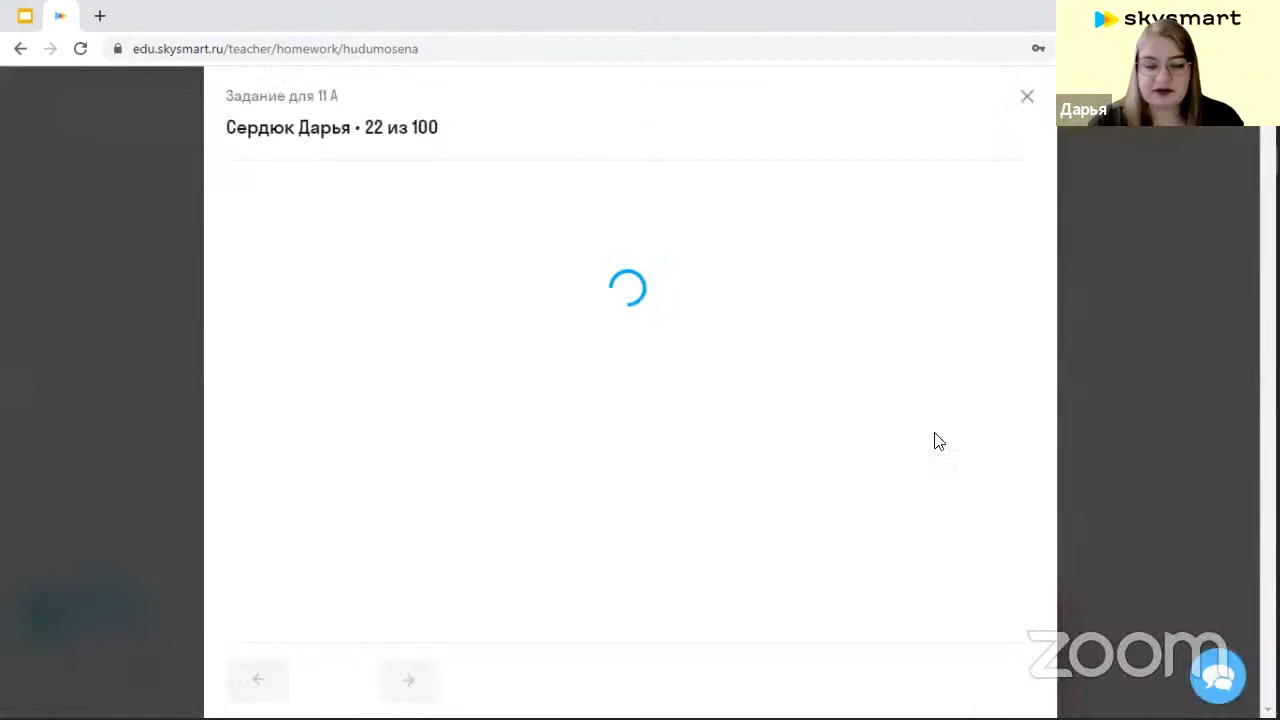 edu.skysmart.ru/teacher/homework/hudumosena
skysmart
Дарья
Задание для 11 А
Сердюк Дарья • 22 из 100
zoom